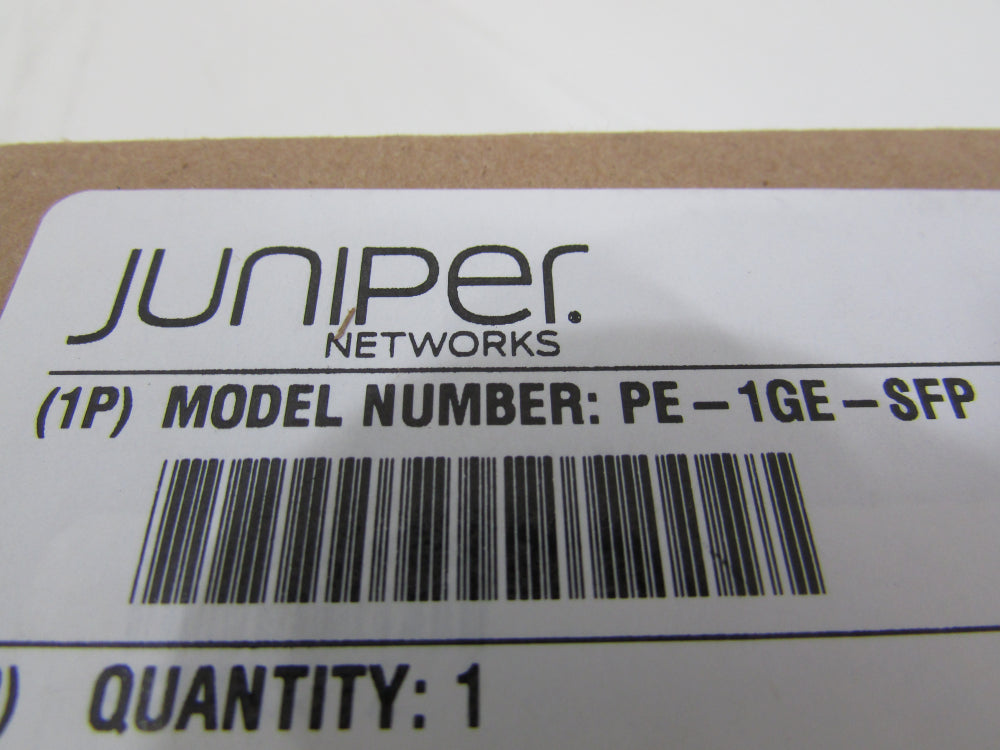 JUNIPER
NETWORKS
(1P) MODEL NUMBER: PE-1GE-SFP
) QUANTITY: 1